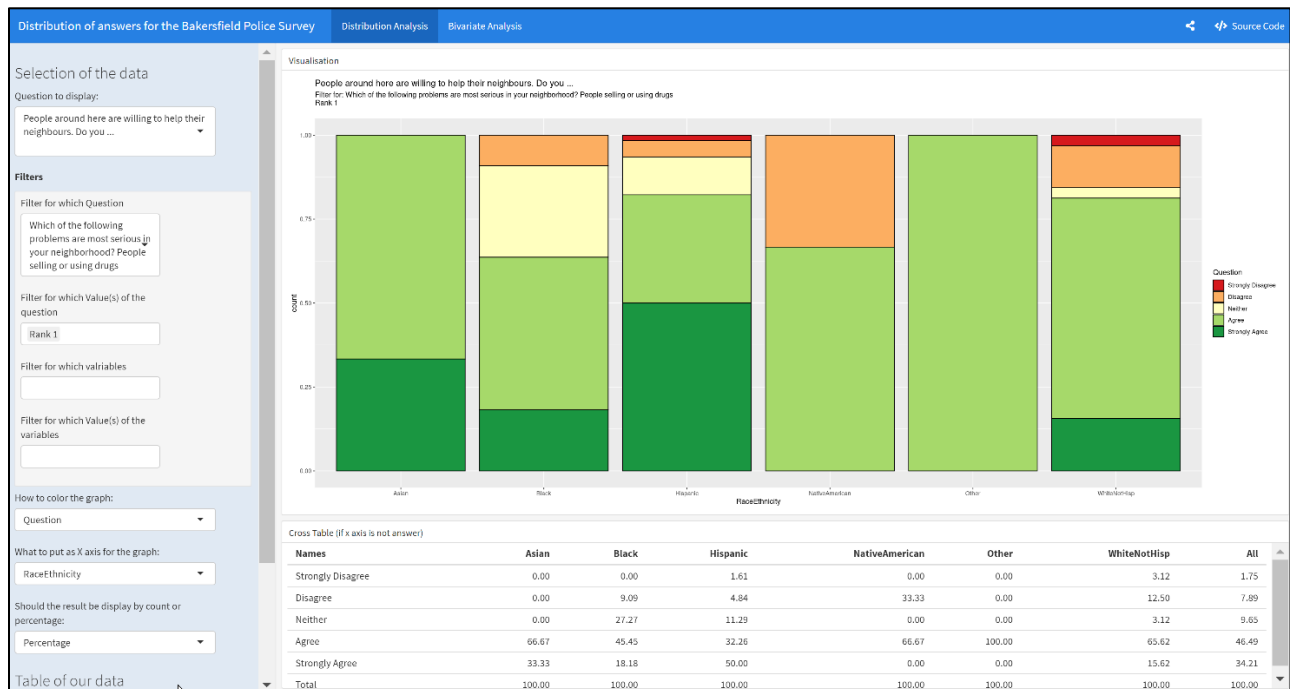 Distribution of answers for the Bakersfield Police Survey
Distribution Analysis
Bivariate Analysis
</> Source Code
Selection of the data
Question to display:
People around here are willing to help their
neighbours. Do you ...
Filters
Filter for which Question
Which of the following
problems are most serious in
your neighborhood? People
selling or using drugs
Filter for which Value(s) of the
question
Rank 1
Filter for which valriables
Filter for which Value(s) of the
variables
How to color the graph:
Question
What to put as X axis for the graph:
RaceEthnicity
Should the result be display by count or
percentage:
Percentage
Table of our data
Visualisation
People around here are willing to help their neighbours. Do you ...
Filter for: Which of the following problems are most serious in your neighborhood? People selling or using drugs
Rank 1
1.00
0.75
0.50
0.25
0.00
count
Asian Black Hispanic NativeAmerican Other WhiteNotHisp
RaceEthnicity
Question
Strongly Disagree
Disagree
Neither
Agree
Strongly Agree
Cross Table (if x axis is not answer)
Names Asian Black Hispanic NativeAmerican Other WhiteNotHisp All
Strongly Disagree 0.00 0.00 1.61 0.00 0.00 3.12 1.75
Disagree 0.00 9.09 4.84 33.33 0.00 12.50 7.89
Neither 0.00 27.27 11.29 0.00 0.00 3.12 9.65
Agree 66.67 45.45 32.26 66.67 100.00 65.62 46.49
Strongly Agree 33.33 18.18 50.00 0.00 0.00 15.62 34.21
Total 100.00 100.00 100.00 100.00 100.00 100.00 100.00